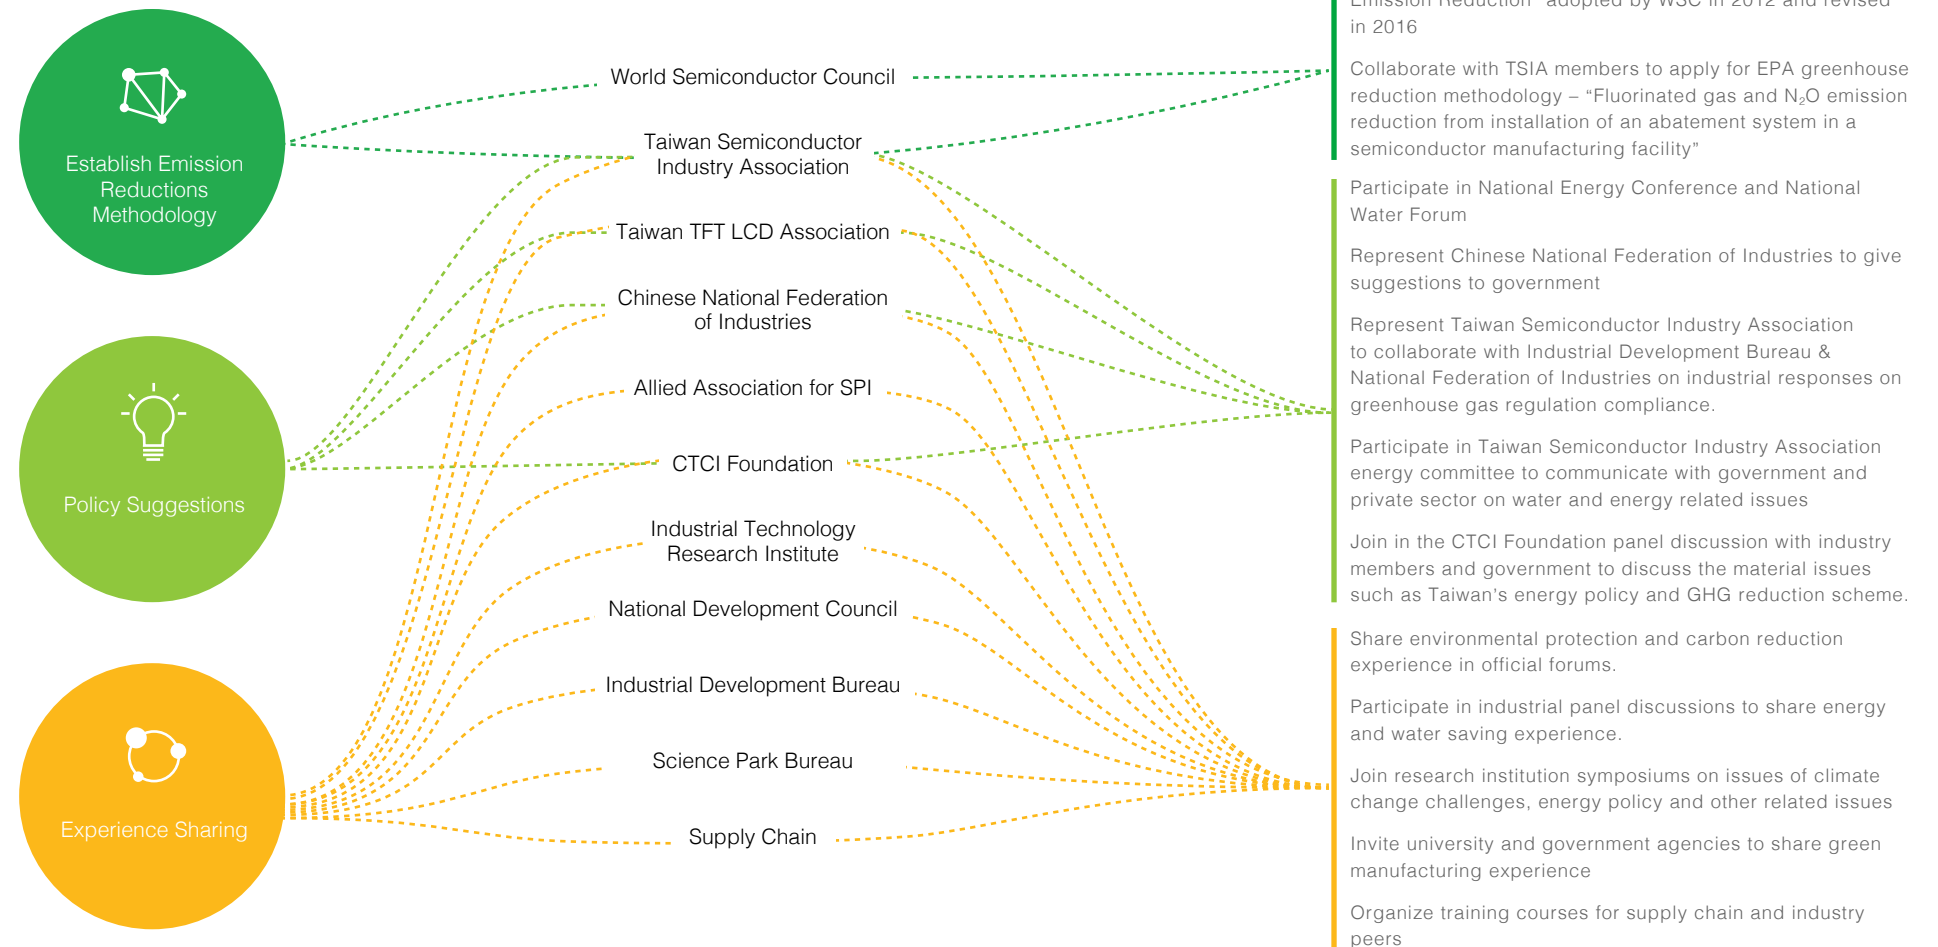 Establish Emission
Reductions
Methodology
Policy Suggestions
Experience Sharing
World Semiconductor Council
Taiwan Semiconductor
Industry Association
Taiwan TFT LCD Association
Chinese National Federation
of Industries
Allied Association for SPI
CTCI Foundation
Industrial Technology
Research Institute
National Development Council
Industrial Development Bureau
Science Park Bureau
Supply Chain
Emission Reduction” adopted by WSC in 2012 and revised
in 2016
Collaborate with TSIA members to apply for EPA greenhouse
reduction methodology – “Fluorinated gas and N₂O emission
reduction from installation of an abatement system in a
semiconductor manufacturing facility”
Participate in National Energy Conference and National
Water Forum
Represent Chinese National Federation of Industries to give
suggestions to government
Represent Taiwan Semiconductor Industry Association
to collaborate with Industrial Development Bureau &
National Federation of Industries on industrial responses on
greenhouse gas regulation compliance.
Participate in Taiwan Semiconductor Industry Association
energy committee to communicate with government and
private sector on water and energy related issues
Join in the CTCI Foundation panel discussion with industry
members and government to discuss the material issues
such as Taiwan’s energy policy and GHG reduction scheme.
Share environmental protection and carbon reduction
experience in official forums.
Participate in industrial panel discussions to share energy
and water saving experience.
Join research institution symposiums on issues of climate
change challenges, energy policy and other related issues
Invite university and government agencies to share green
manufacturing experience
Organize training courses for supply chain and industry
peers